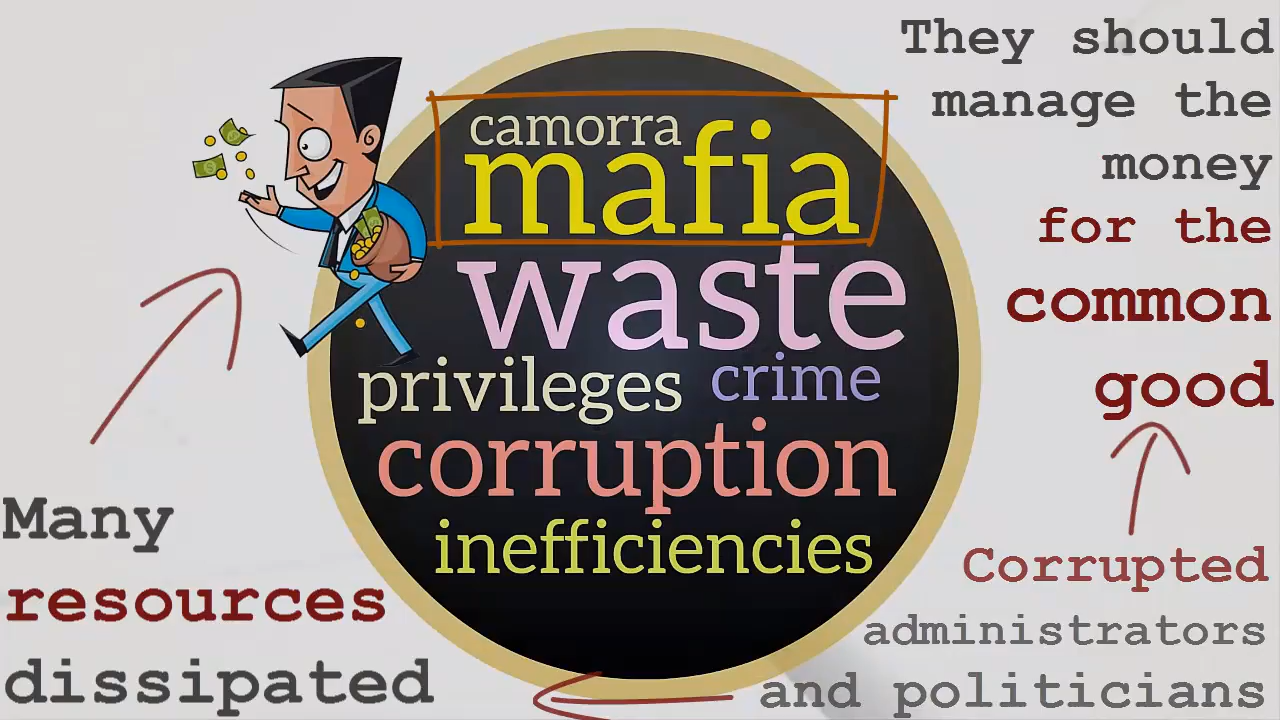 They should
manage the
money
for the
common
good
camorra
mafia
waste
privileges crime
corruption
inefficiencies
Many
resources
dissipated
Corrupted
administrators
and politicians